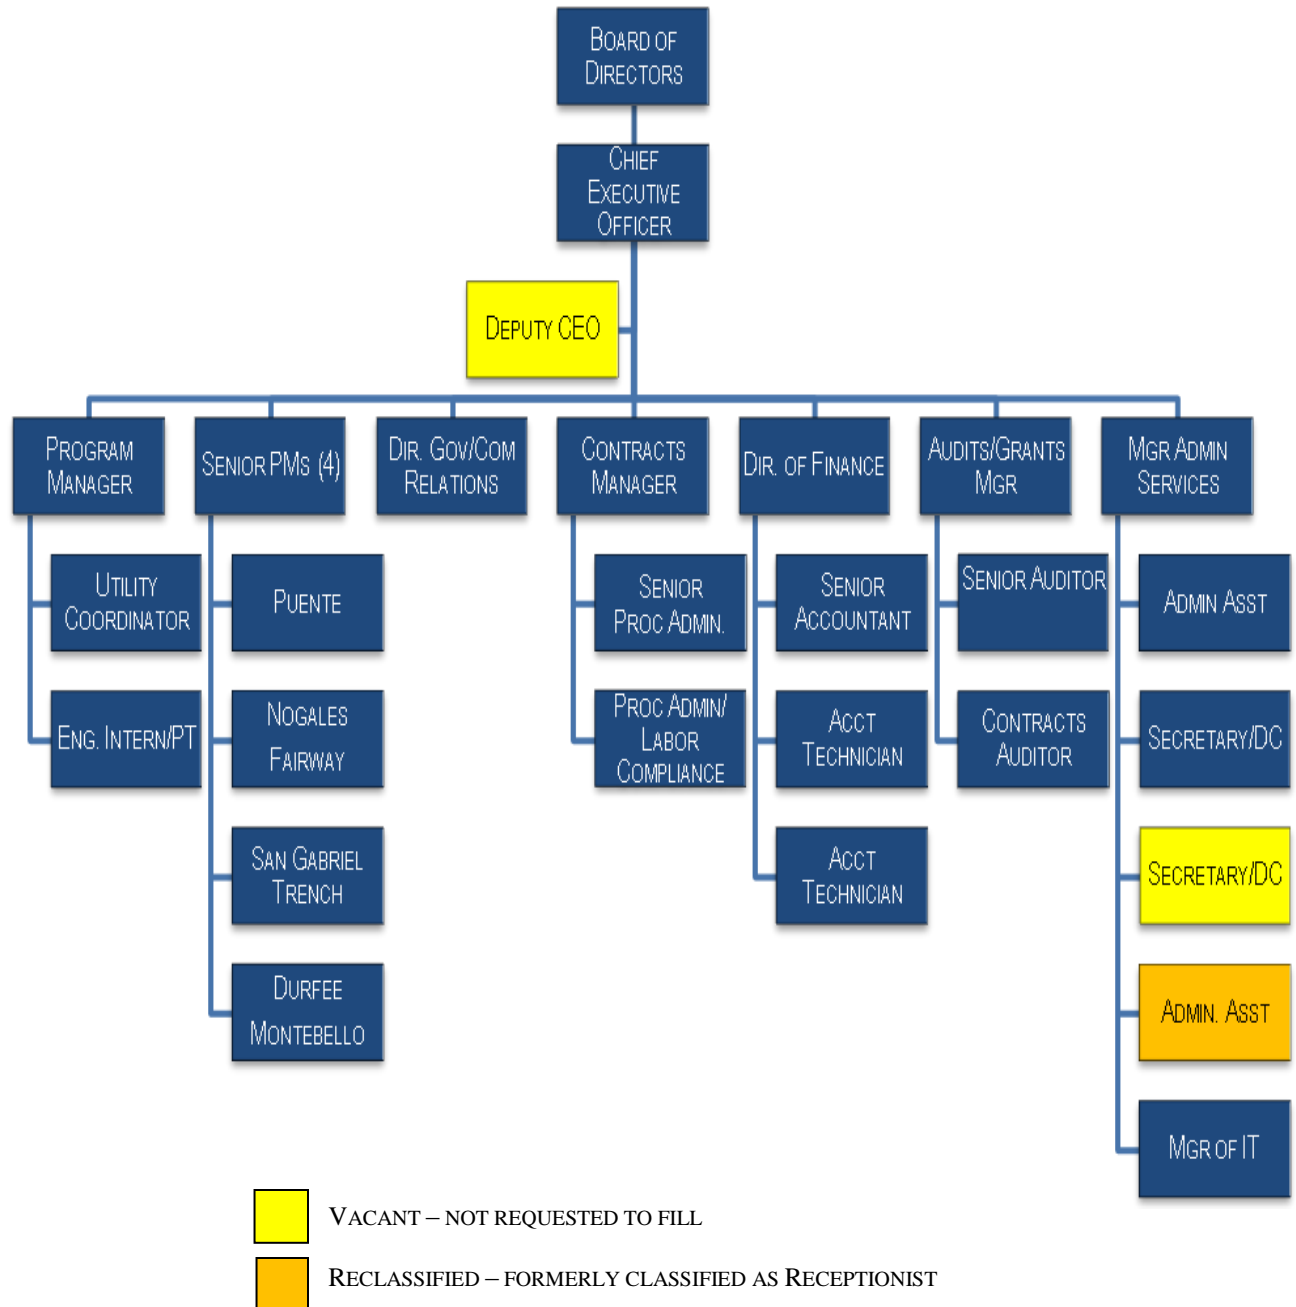 BOARD OF
DIRECTORS
CHIEF
EXECUTIVE
OFFICER
DEPUTY CEO
PROGRAM
MANAGER
SENIOR PMS (4)
DIR. GOV/COM
RELATIONS
CONTRACTS
MANAGER
DIR. OF FINANCE
AUDITS/GRANTS
MGR
MGR ADMIN
SERVICES
UTILITY
COORDINATOR
ENG. INTERN/PT
PUENTE
NOGALES
FAIRWAY
SAN GABRIEL
TRENCH
DURFEE
MONTEBELLO
SENIOR
PROC ADMIN.
PROC ADMIN/
LABOR
COMPLIANCE
SENIOR
ACCOUNTANT
ACCT
TECHNICIAN
ACCT
TECHNICIAN
SENIOR AUDITOR
CONTRACTS
AUDITOR
ADMIN ASST
SECRETARY/DC
SECRETARY/DC
ADMIN. ASST
MGR OF IT
VACANT – NOT REQUESTED TO FILL
RECLASSIFIED – FORMERLY CLASSIFIED AS RECEPTIONIST